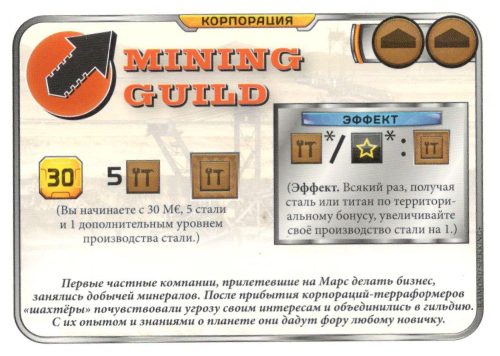 КОРПОРАЦИЯ
MINING
GUILD
30
5
(Вы начинаете с 30 М€, 5 стали
и 1 дополнительным уровнем
производства стали.)
ЭФФЕКТ
* / * :
(Эффект. Всякий раз, получая
сталь или титан по территори-
альному бонусу, увеличивайте
своё производство стали на 1.)
Первые частные компании, прилетевшие на Марс делать бизнес,
занялись добычей минералов. После прибытия корпораций-терраформеров
«шахтёры» почувствовали угрозу своим интересам и объединились в гильдию.
С их опытом и знаниями о планете они дадут фору любому новичку.